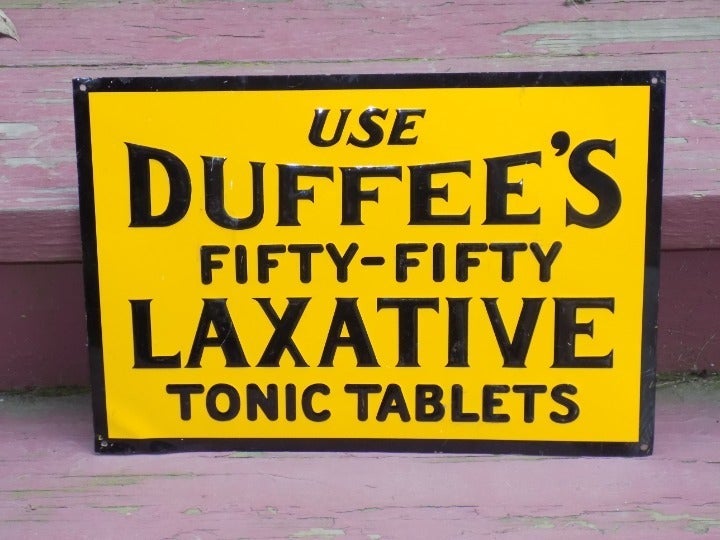 USE
DUFFEE'S
FIFTY-FIFTY
LAXATIVE
TONIC TABLETS